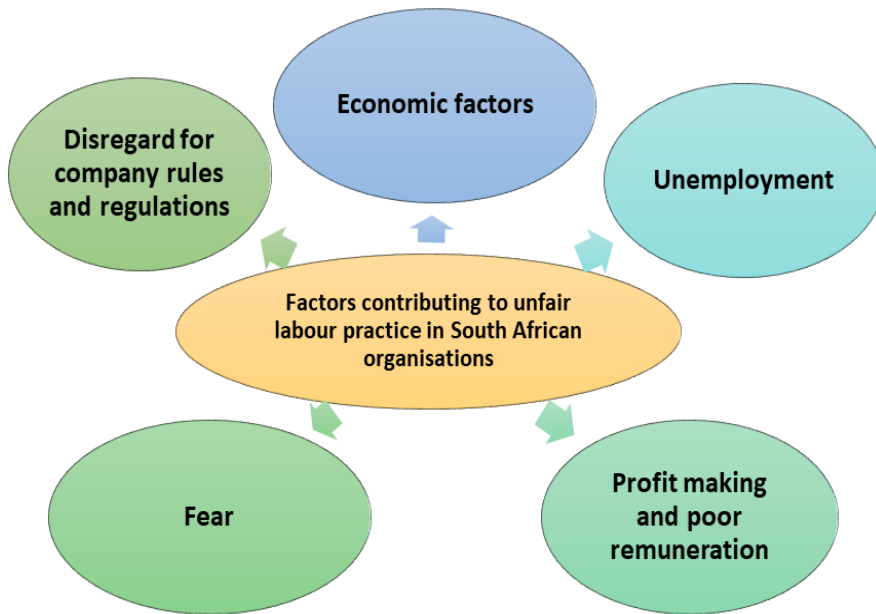 Economic factors
Disregard for
company rules
and regulations
Unemployment
Factors contributing to unfair
labour practice in South African
organisations
Fear
Profit making
and poor
remuneration